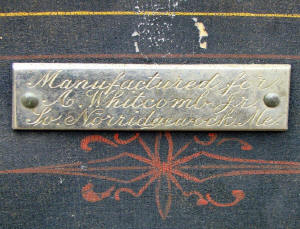 Manufactured for
A. Whitcomb Jr.
So. Norridgewock Me.